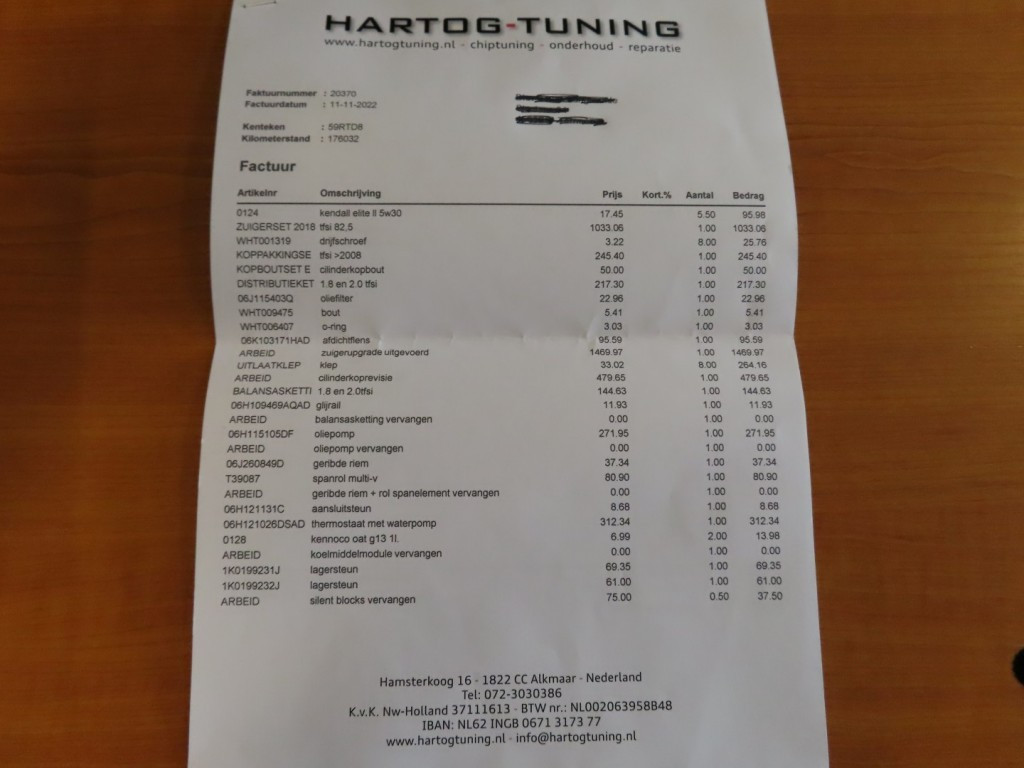 HARTOG-TUNING
www.hartogtuning.nl - chiptuning - onderhoud - reparatie
Faktuurnummer : 20370
Factuurdatum : 11-11-2022
Kenteken : 59RTD8
Kilometerstand : 176032
Factuur
Artikelnr Omschrijving Prijs Kort.% Aantal Bedrag
0124 kendall elite ll 5w30 17.45 5.50 95.98
ZUIGERSET 2018 tfsi 82,5 1033.06 1.00 1033.06
WHT001319 drijfschroef 3.22 8.00 25.76
KOPPAKKINGSE tfsi >2008 245.40 1.00 245.40
KOPBOUTSET E cilinderkopbout 50.00 1.00 50.00
DISTRIBUTIEKET 1.8 en 2.0 tfsi 217.30 1.00 217.30
06J115403Q oliefilter 22.96 1.00 22.96
WHT009475 bout 5.41 1.00 5.41
WHT006407 o-ring 3.03 1.00 3.03
06K103171HAD afdichtflens 95.59 1.00 95.59
ARBEID zuigerupgrade uitgevoerd 1469.97 1.00 1469.97
UITLAATKLEP klep 33.02 8.00 264.16
ARBEID cilinderkoprevisie 479.65 1.00 479.65
BALANSASKETTI 1.8 en 2.0tfsi 144.63 1.00 144.63
06H109469AQAD glijrail 11.93 1.00 11.93
ARBEID balansasketting vervangen 0.00 1.00 0.00
06H115105DF oliepomp 271.95 1.00 271.95
ARBEID oliepomp vervangen 0.00 1.00 0.00
06J260849D geribde riem 37.34 1.00 37.34
T39087 spanrol multi-v 80.90 1.00 80.90
ARBEID geribde riem + rol spanelement vervangen 0.00 1.00 0.00
06H121131C aansluitsteun 8.68 1.00 8.68
06H121026DSAD thermostaat met waterpomp 312.34 1.00 312.34
0128 kennoco oat g13 1l. 6.99 2.00 13.98
ARBEID koelmiddelmodule vervangen 0.00 1.00 0.00
1K0199231J lagersteun 69.35 1.00 69.35
1K0199232J lagersteun 61.00 1.00 61.00
ARBEID silent blocks vervangen 75.00 0.50 37.50
Hamsterkoog 16 - 1822 CC Alkmaar - Nederland
Tel: 072-3030386
K.v.K. Nw-Holland 37111613 - BTW nr.: NL002063958B48
IBAN: NL62 INGB 0671 3173 77
www.hartogtuning.nl - info@hartogtuning.nl